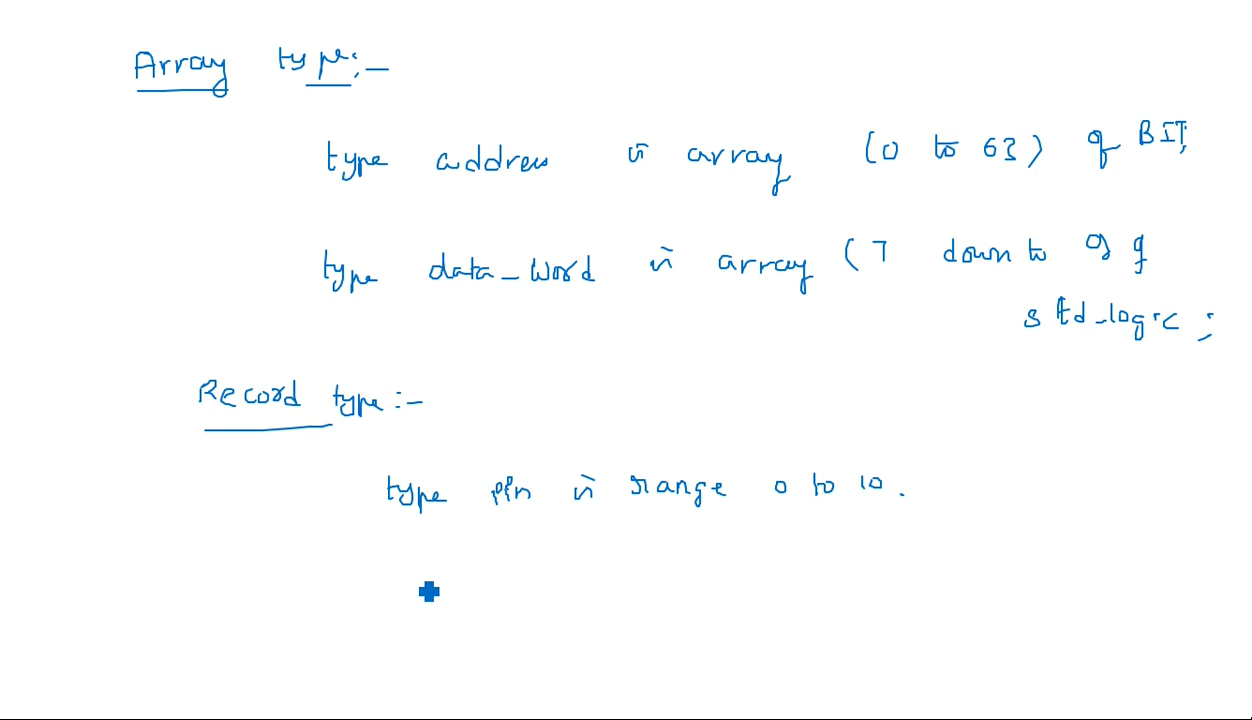 Array type:-
type address is array (0 to 63) of BIT;
type data_word is array (7 down to 0) of
std_logic;
Record type:-
type pin is range 0 to 10.